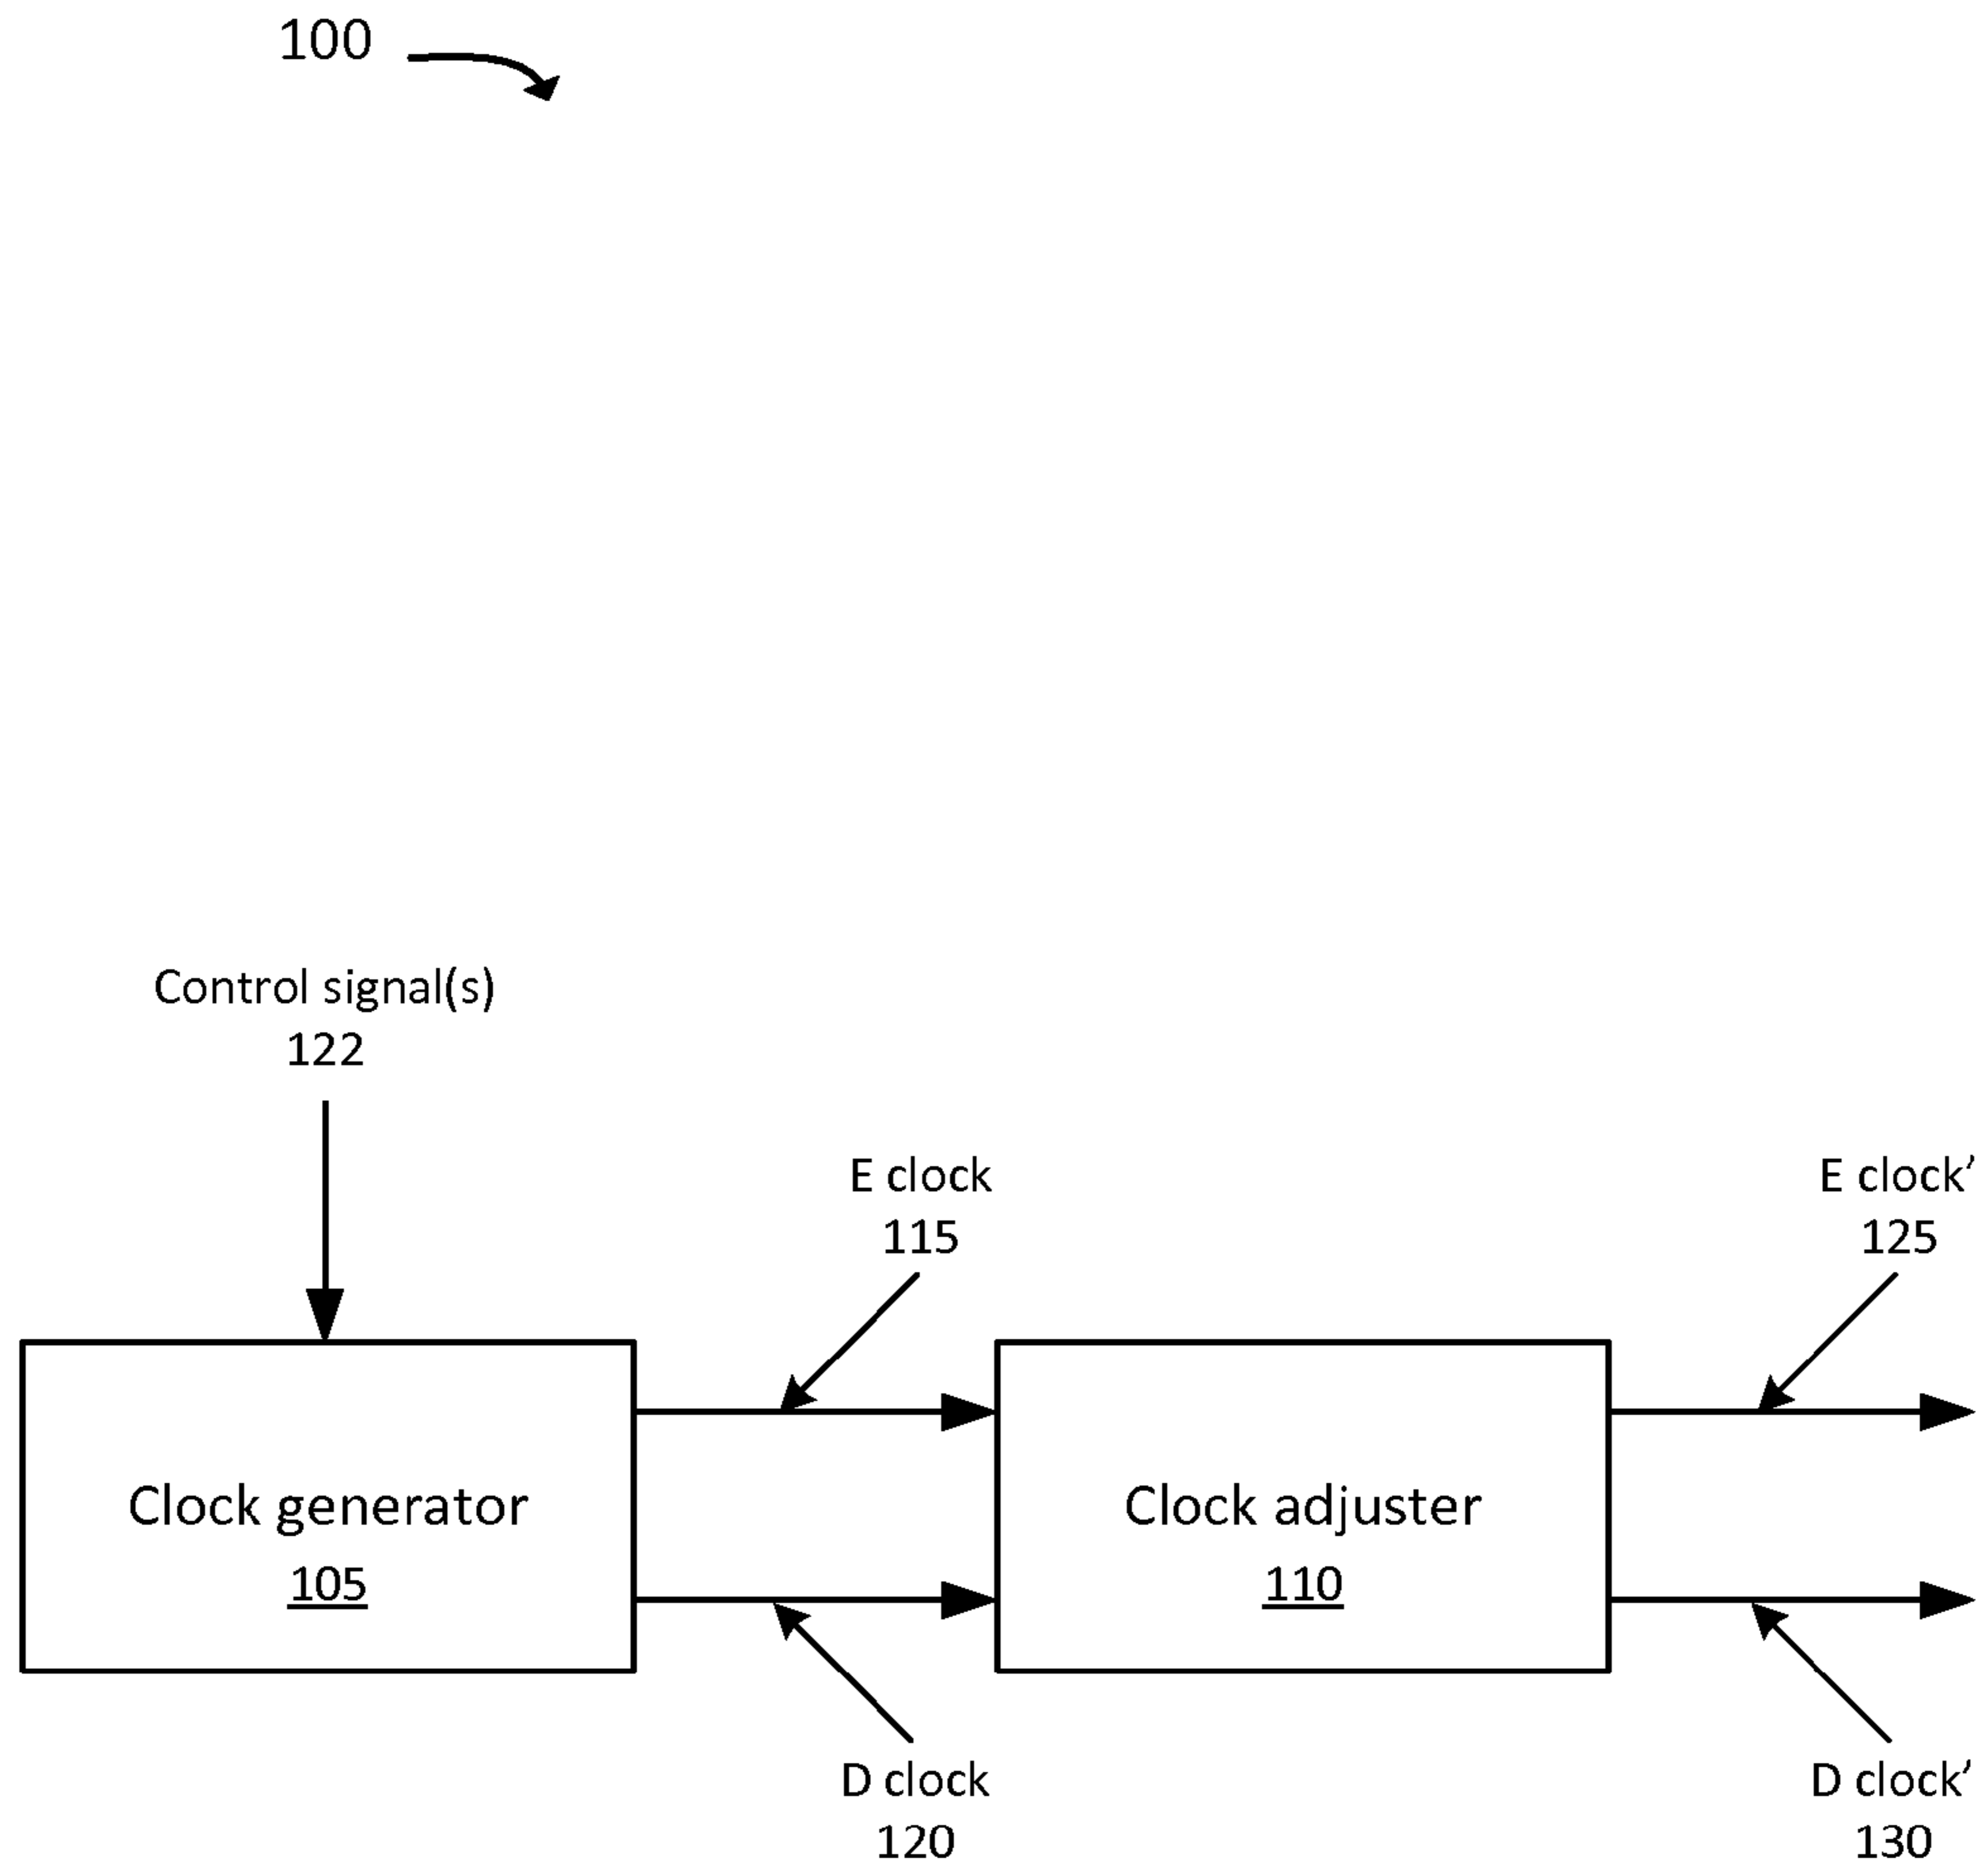 100
Control signal(s)
122
E clock
115
E clock’
125
Clock generator
105
Clock adjuster
110
D clock
120
D clock’
130